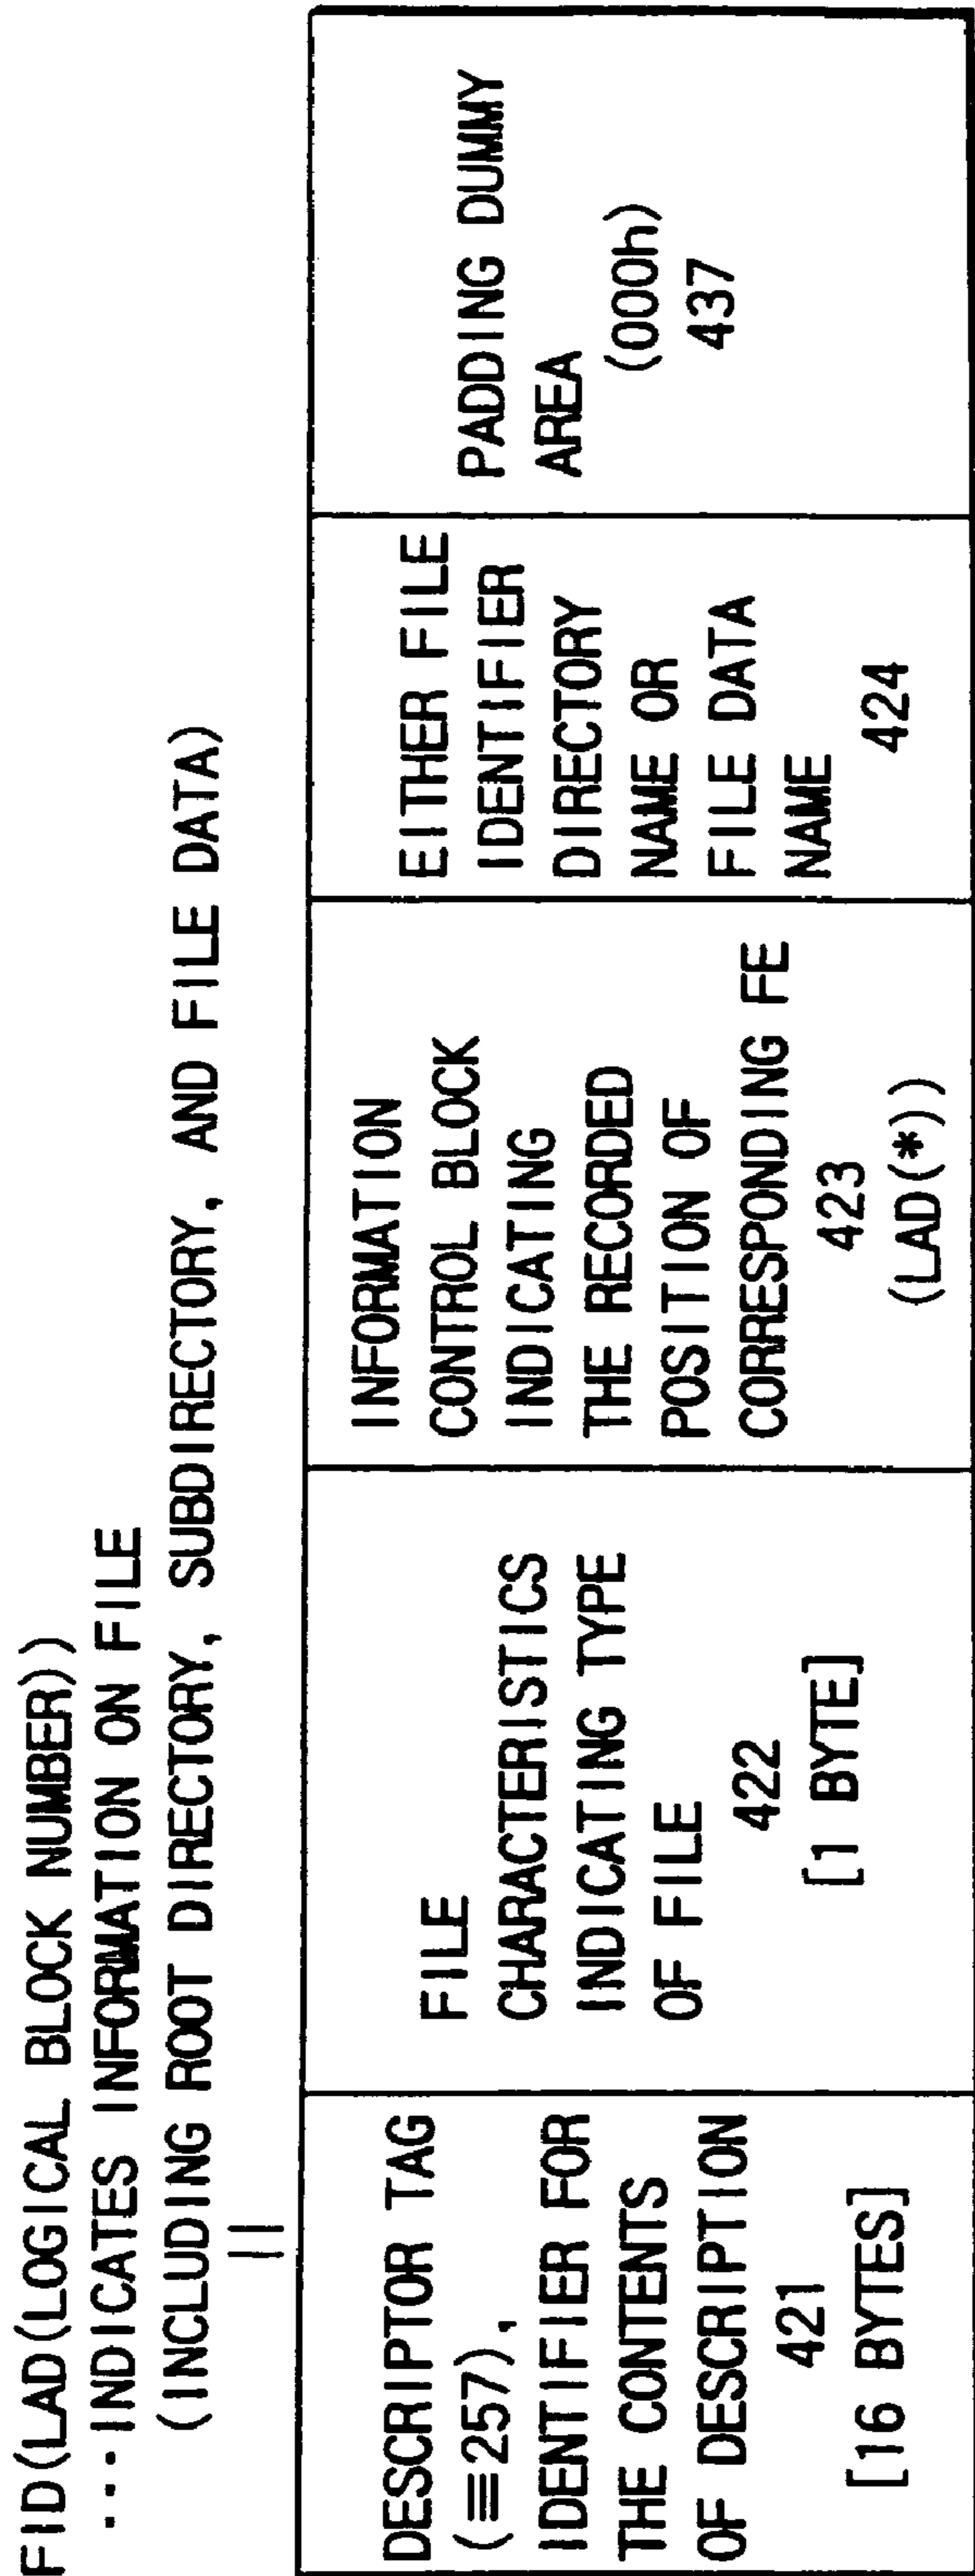 FID(LAD(LOGICAL BLOCK NUMBER))
···INDICATES INFORMATION ON FILE
(INCLUDING ROOT DIRECTORY, SUBDIRECTORY, AND FILE DATA)
||
DESCRIPTOR TAG
(≡257),
IDENTIFIER FOR
THE CONTENTS
OF DESCRIPTION
421
[16 BYTES]
FILE
CHARACTERISTICS
INDICATING TYPE
OF FILE
422
[1 BYTE]
INFORMATION
CONTROL BLOCK
INDICATING
THE RECORDED
POSITION OF
CORRESPONDING FE
423
(LAD(*))
EITHER FILE
IDENTIFIER
DIRECTORY
NAME OR
FILE DATA
NAME
424
PADDING DUMMY
AREA
(000h)
437